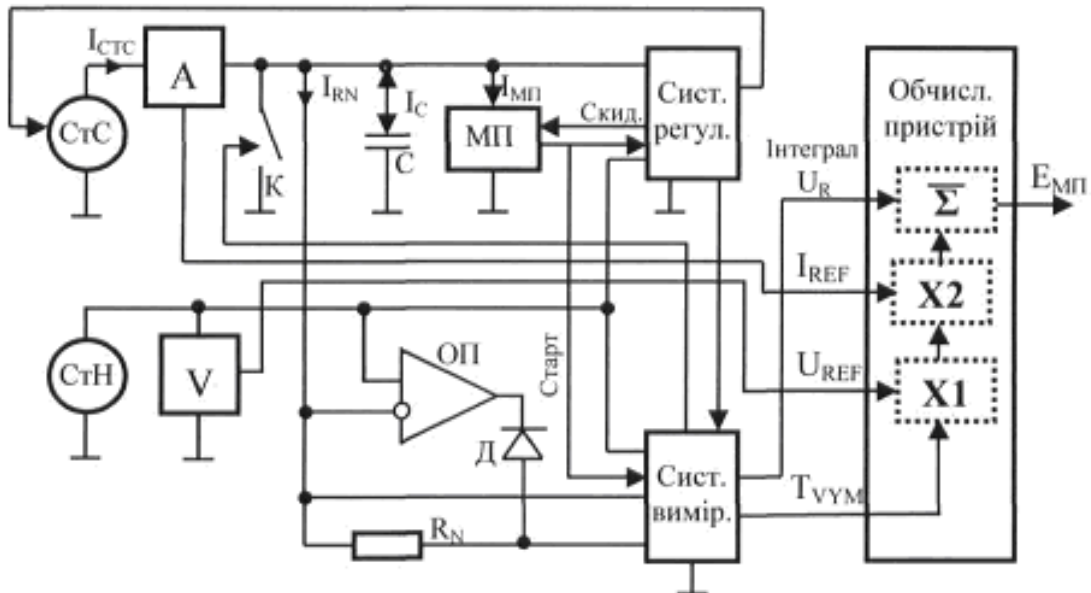 I_СТС
А
СтС
К
I_RN
I_C
С
I_МП
МП
Скид.
Сист.
регул.
Обчисл.
пристрій
Інтеграл
U_R
Σ
E_МП
I_REF
X2
U_REF
X1
T_VYM
СтН
V
ОП
Д
R_N
Старт
Сист.
вимір.